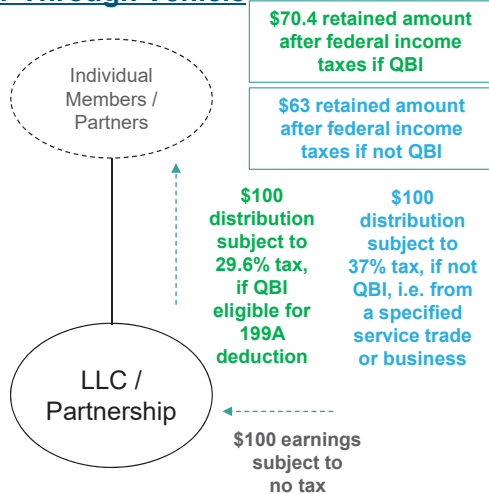 Through Vehicle
$70.4 retained amount
after federal income
taxes if QBI
Individual
Members /
Partners
$63 retained amount
after federal income
taxes if not QBI
$100
distribution
subject to
29.6% tax,
if QBI
eligible for
199A
deduction
$100
distribution
subject to
37% tax, if not
QBI, i.e. from
a specified
service trade
or business
LLC /
Partnership
$100 earnings
subject to
no tax